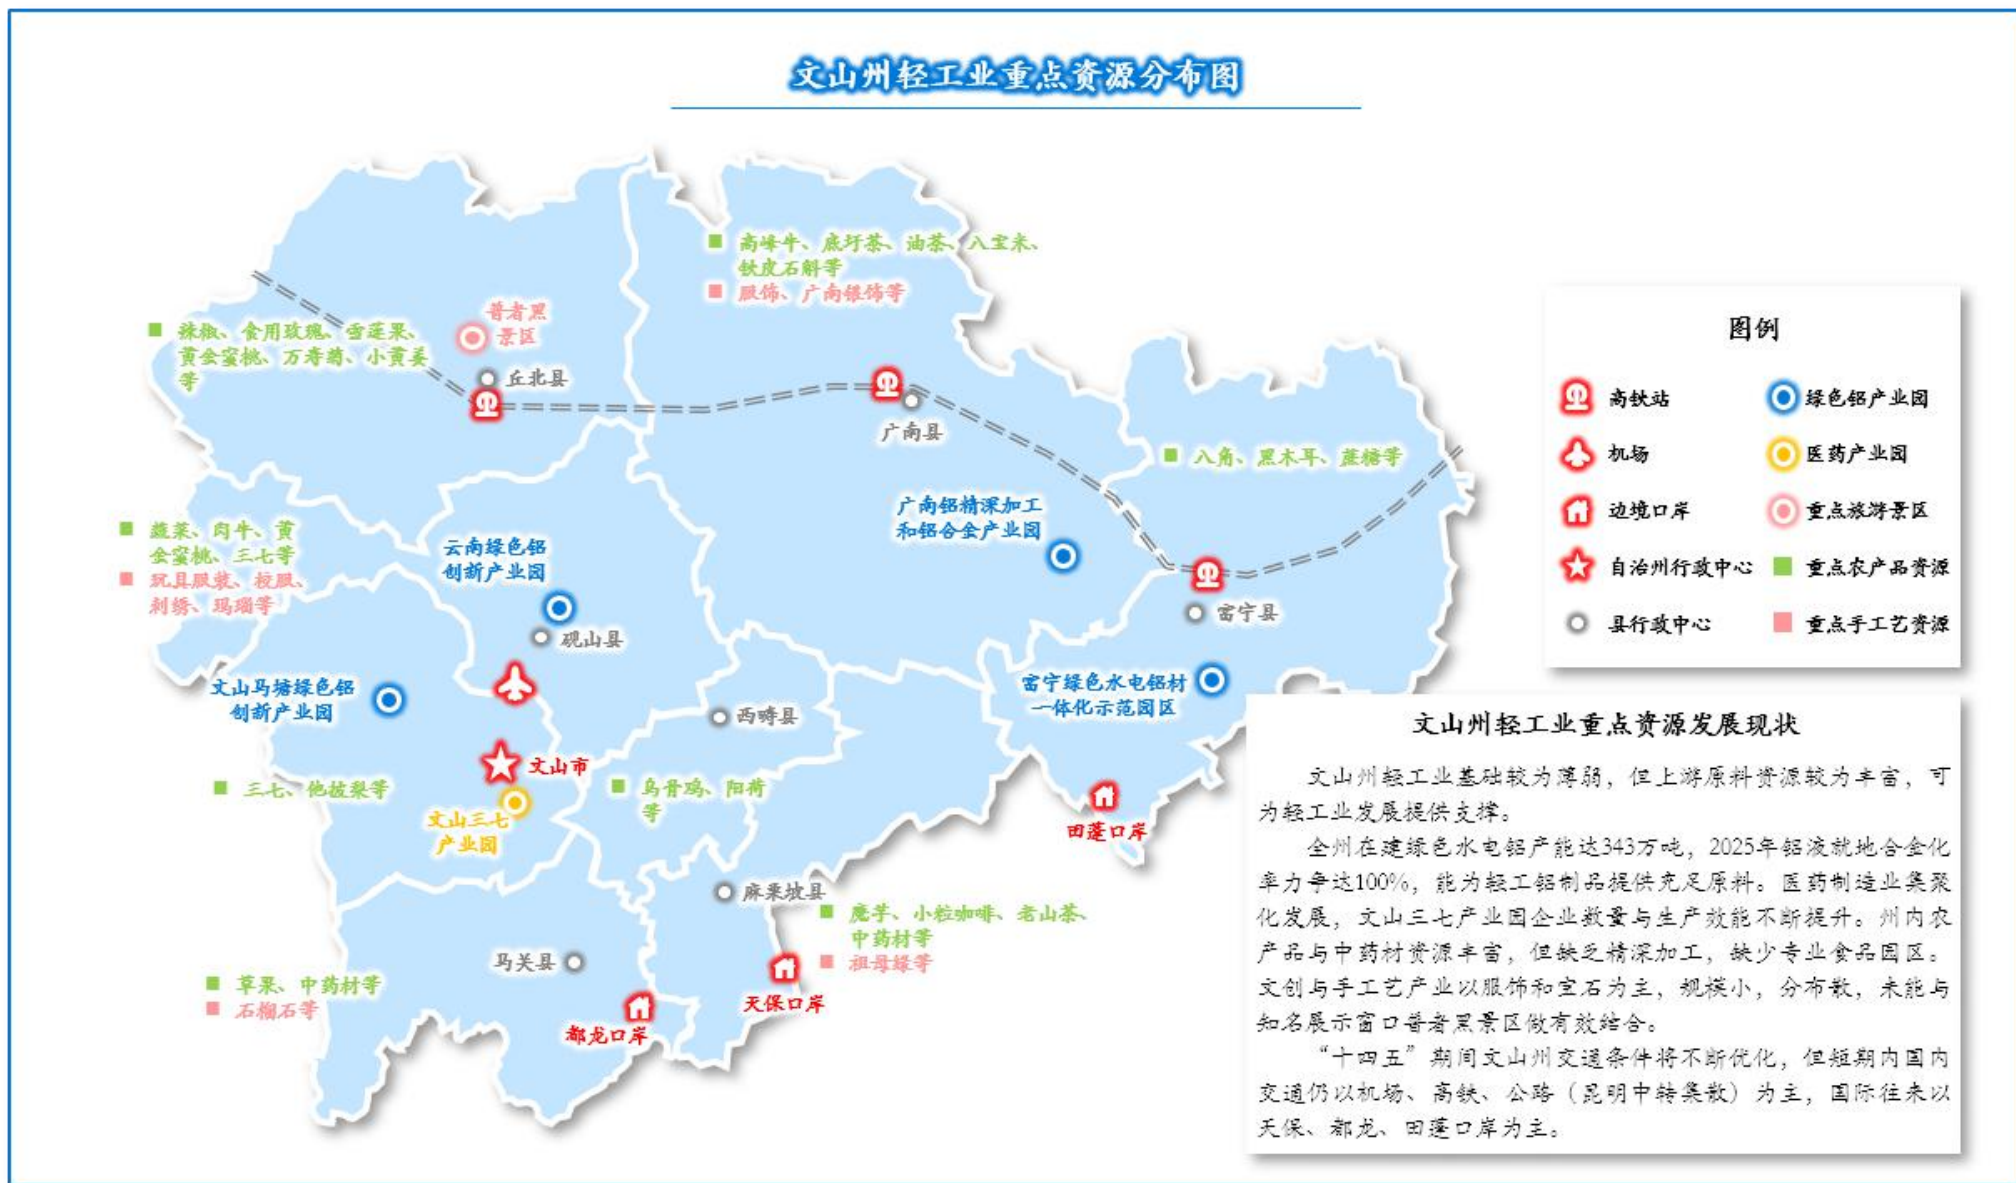 文山州轻工业重点资源分布图
高峰牛、底圩茶、油茶、八宝米、
铁皮石斛等
服饰、广南银饰等
普者黑
景区
辣椒、食用玫瑰、雪莲果、
黄金蜜桃、万寿菊、小黄姜
等
丘北县
广南县
八角、黑木耳、蔗糖等
广南铝精深加工
和铝合金产业园
蔬菜、肉牛、黄
金蜜桃、三七等
玩具服装、校服、
刺绣、玛瑙等
云南绿色铝
创新产业园
砚山县
富宁县
文山马塘绿色铝
创新产业园
富宁绿色水电铝材
一体化示范园区
西畴县
文山市
三七、他披梨等
乌骨鸡、阳荷
等
文山三七
产业园
田蓬口岸
麻栗坡县
魔芋、小粒咖啡、老山茶、
中药材等
祖母绿等
马关县
草果、中药材等
石榴石等
天保口岸
都龙口岸
图例
高铁站
绿色铝产业园
机场
医药产业园
边境口岸
重点旅游景区
自治州行政中心
重点农产品资源
县行政中心
重点手工艺资源
文山州轻工业重点资源发展现状
文山州轻工业基础较为薄弱，但上游原料资源较为丰富，可
为轻工业发展提供支撑。
全州在建绿色水电铝产能达343万吨，2025年铝液就地合金化
率力争达100%，能为轻工铝制品提供充足原料。医药制造业集聚
化发展，文山三七产业园企业数量与生产效能不断提升。州内农
产品与中药材资源丰富，但缺乏精深加工，缺少专业食品园区。
文创与手工艺产业以服饰和宝石为主，规模小，分布散，未能与
知名展示窗口普者黑景区做有效结合。
“十四五”期间文山州交通条件将不断优化，但短期内国内
交通仍以机场、高铁、公路（昆明中转集散）为主，国际往来以
天保、都龙、田蓬口岸为主。